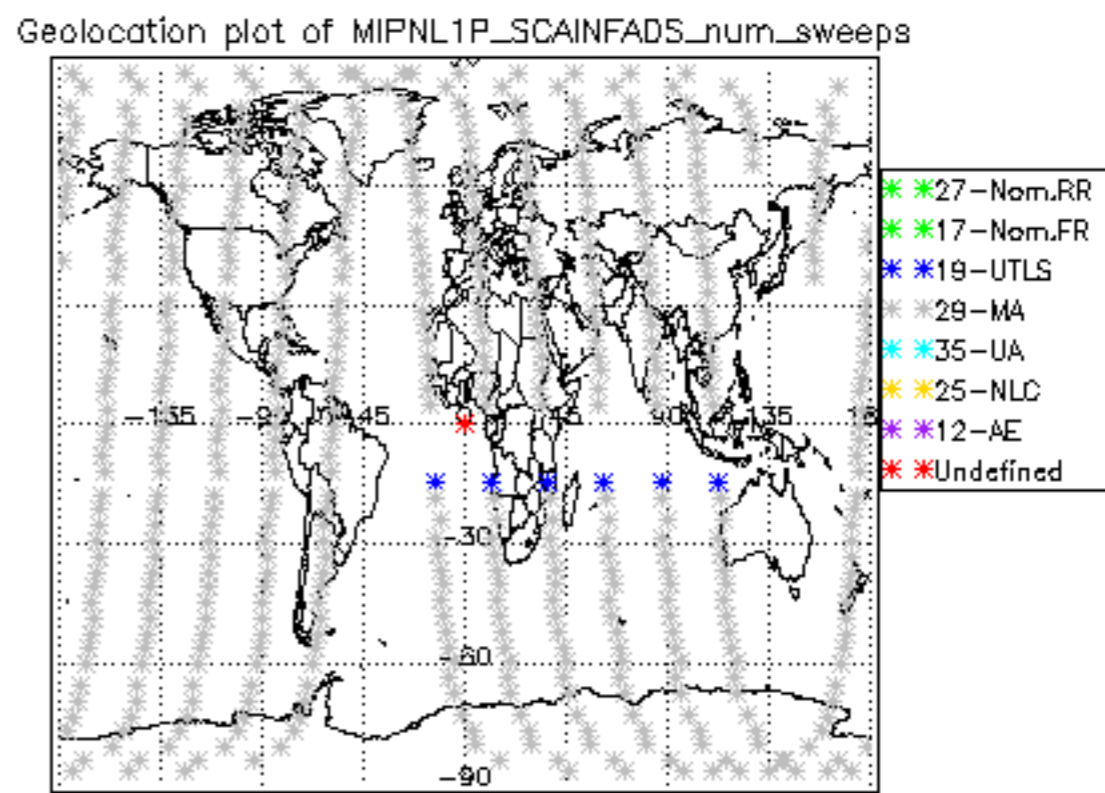 Geolocation plot of MIPNL1P_SCAINFADS_num_sweeps
27-Nom.RR
17-Nom.FR
19-UTLS
29-MA
35-UA
25-NLC
12-AE
Undefined
-135
-45
45
90
135
-30
-60
-90